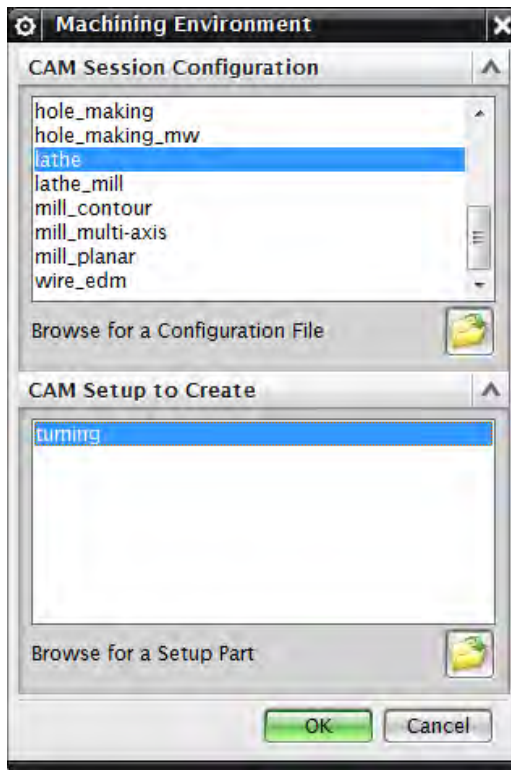 Machining Environment
CAM Session Configuration
hole_making
hole_making_mw
lathe
lathe_mill
mill_contour
mill_multi-axis
mill_planar
wire_edm
Browse for a Configuration File
CAM Setup to Create
turning
Browse for a Setup Part
OK Cancel